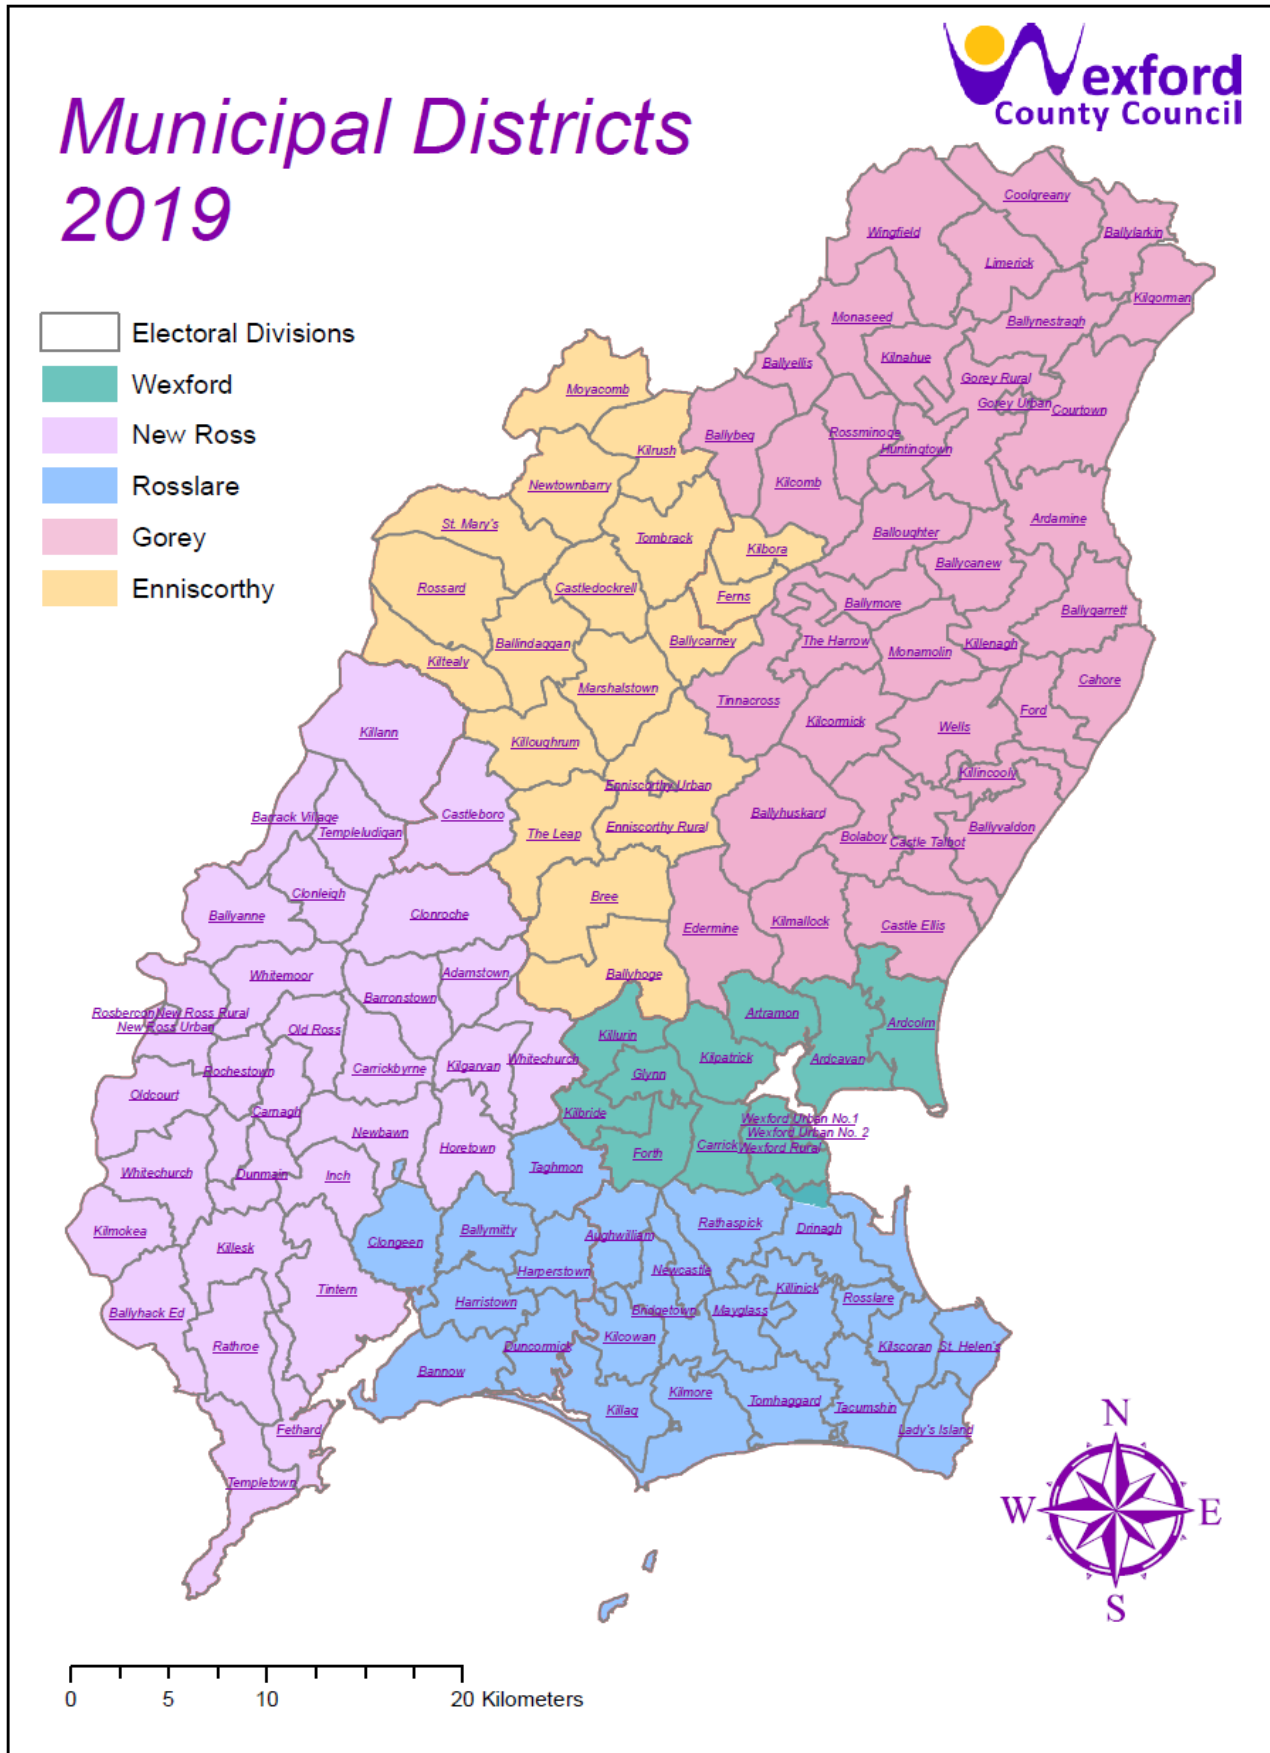 Wexford
County Council
Municipal Districts
2019
Electoral Divisions
Wexford
New Ross
Rosslare
Gorey
Enniscorthy
Coolgreany
Wingfield
Ballylarkin
Limerick
Kilgorman
Monaseed
Ballynestragh
Kilnahue
Ballyellis
Gorey Rural
Gorey Urban
Courtown
Moyacomb
Ballybeg
Rossminoge
Huntingtown
Kilrush
Kilcomb
Newtownbarry
Ardamine
St. Mary's
Tombrack
Balloughter
Kilbora
Ballycanew
Rossard
Castledockrell
Ferns
Ballymore
Ballygarrett
Ballindaggan
Ballycarney
The Harrow
Killenagh
Monamolin
Kiltealy
Cahore
Marshalstown
Tinnacross
Ford
Kilcormick
Wells
Killann
Killoughrum
Killincooly
Enniscorthy Urban
Castleboro
Ballyhuskard
Barrack Village
Templeludigan
The Leap
Enniscorthy Rural
Bolaboy
Castle Talbot
Ballyvaldon
Clonleigh
Bree
Ballyanne
Clonroche
Edermine
Kilmallock
Castle Ellis
Whitemoor
Adamstown
Ballyhoge
Barronstown
Rosbercon
New Ross Rural
New Ross Urban
Old Ross
Artramon
Ardcolm
Killurin
Whitechurch
Kilpatrick
Ardcavan
Rochestown
Carrickbyrne
Kilgarvan
Glynn
Oldcourt
Carnagh
Kilbride
Wexford Urban No.1
Wexford Urban No. 2
Wexford Rural
Newbawn
Horetown
Forth
Carrick
Whitechurch
Dunmain
Inch
Taghmon
Kilmokea
Killesk
Clongeen
Ballymitty
Aughwilliam
Rathaspick
Drinagh
Harperstown
Newcastle
Tintern
Killinick
Rosslare
Ballyhack Ed
Harristown
Bridgetown
Mayglass
Rathroe
Duncormick
Kilcowan
Kilscoran
St. Helen's
Bannow
Kilmore
Tomhaggard
Tacumshin
Killag
Fethard
Lady's Island
Templetown
N
W
E
S
0
5
10
20 Kilometers